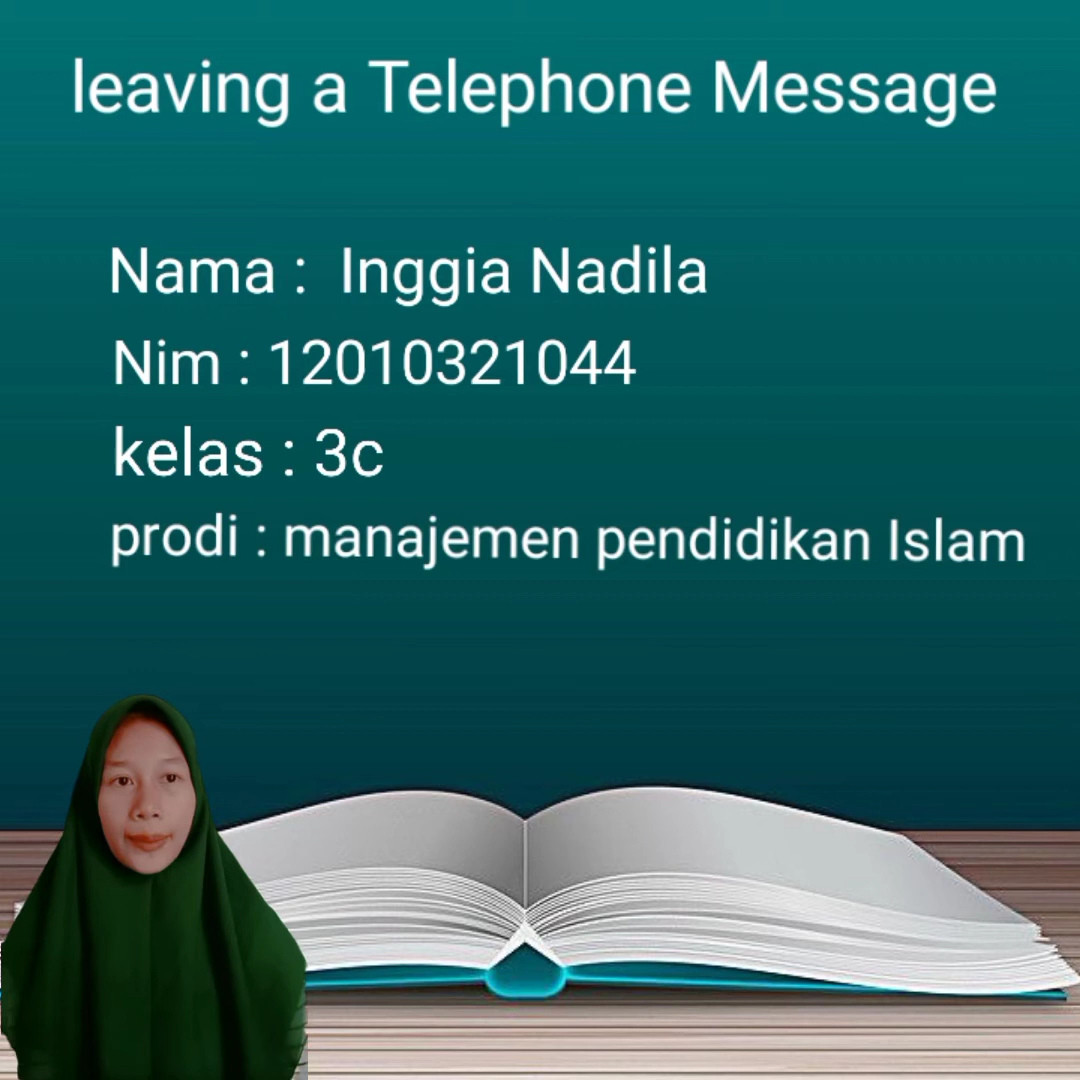 leaving a Telephone Message
Nama : Inggia Nadila
Nim : 12010321044
kelas : 3c
prodi : manajemen pendidikan Islam